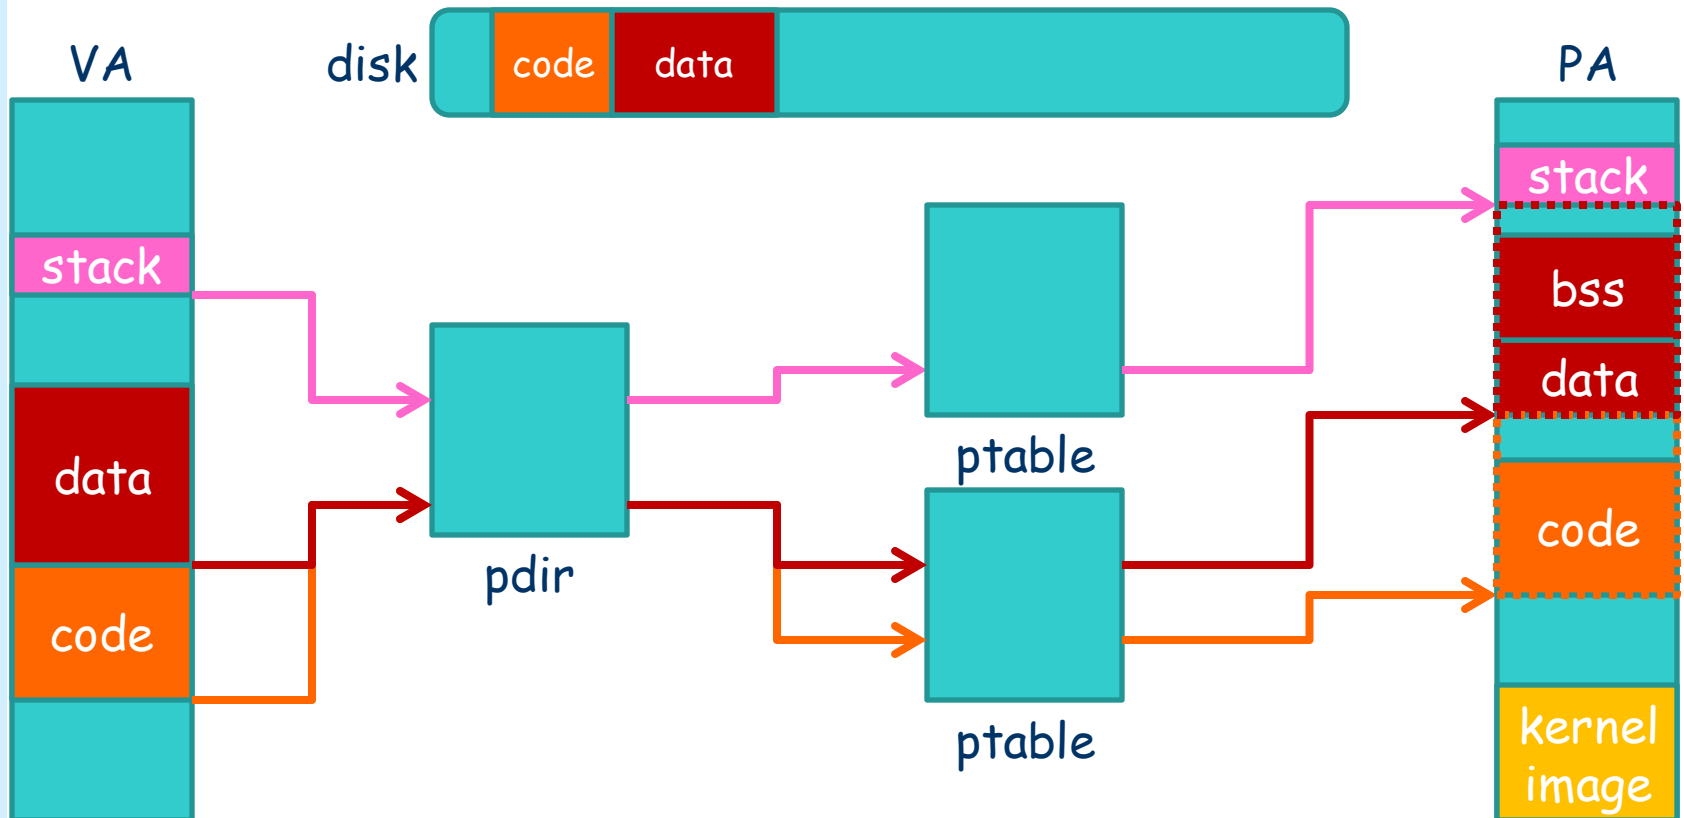 VA
disk
code
data
PA
stack
stack
bss
data
data
ptable
code
code
pdir
ptable
kernel
image